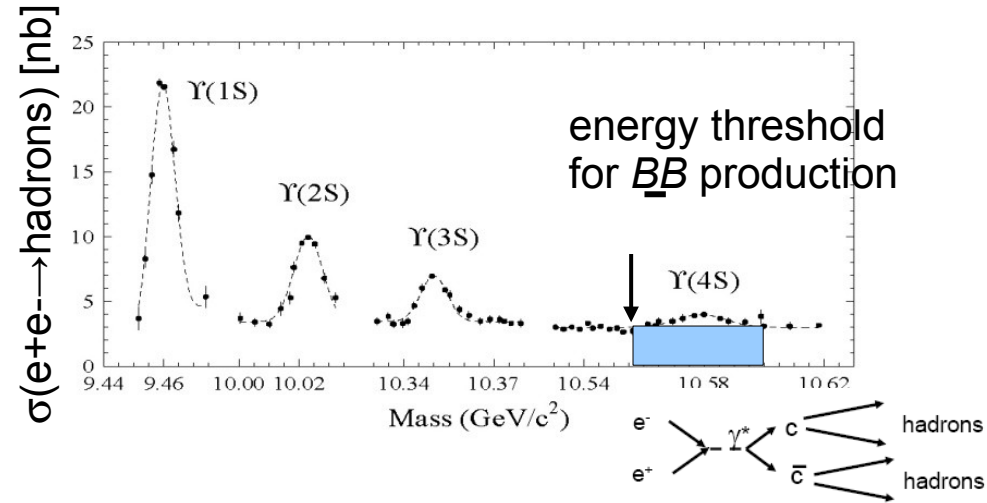 σ(e+e-→hadrons) [nb]
25
20
15
10
5
0
ϒ(1S)
ϒ(2S)
ϒ(3S)
ϒ(4S)
energy threshold
for B̲B production
9.44 9.46 10.00 10.02 10.34 10.37 10.54 10.58 10.62
Mass (GeV/c²)
e⁻ γ* c hadrons
e⁺ c̄ hadrons